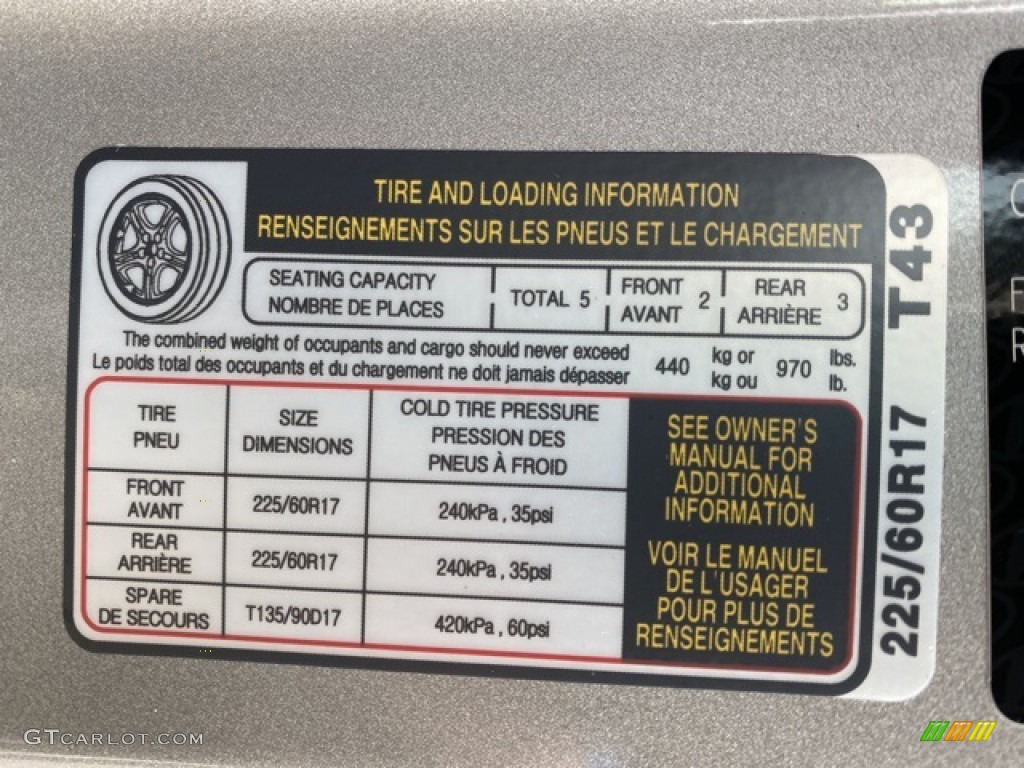 TIRE AND LOADING INFORMATION
RENSEIGNEMENTS SUR LES PNEUS ET LE CHARGEMENT
SEATING CAPACITY
NOMBRE DE PLACES
TOTAL 5
FRONT
AVANT 2
REAR
ARRIÈRE 3
The combined weight of occupants and cargo should never exceed
Le poids total des occupants et du chargement ne doit jamais dépasser
440
kg or
kg ou
970
lbs.
lb.
TIRE
PNEU
SIZE
DIMENSIONS
COLD TIRE PRESSURE
PRESSION DES
PNEUS À FROID
FRONT
AVANT
225/60R17
240kPa , 35psi
REAR
ARRIÈRE
225/60R17
240kPa , 35psi
SPARE
DE SECOURS
T135/90D17
420kPa , 60psi
SEE OWNER'S
MANUAL FOR
ADDITIONAL
INFORMATION
VOIR LE MANUEL
DE L'USAGER
POUR PLUS DE
RENSEIGNEMENTS
225/60R17 T43
GTCARLOT.COM